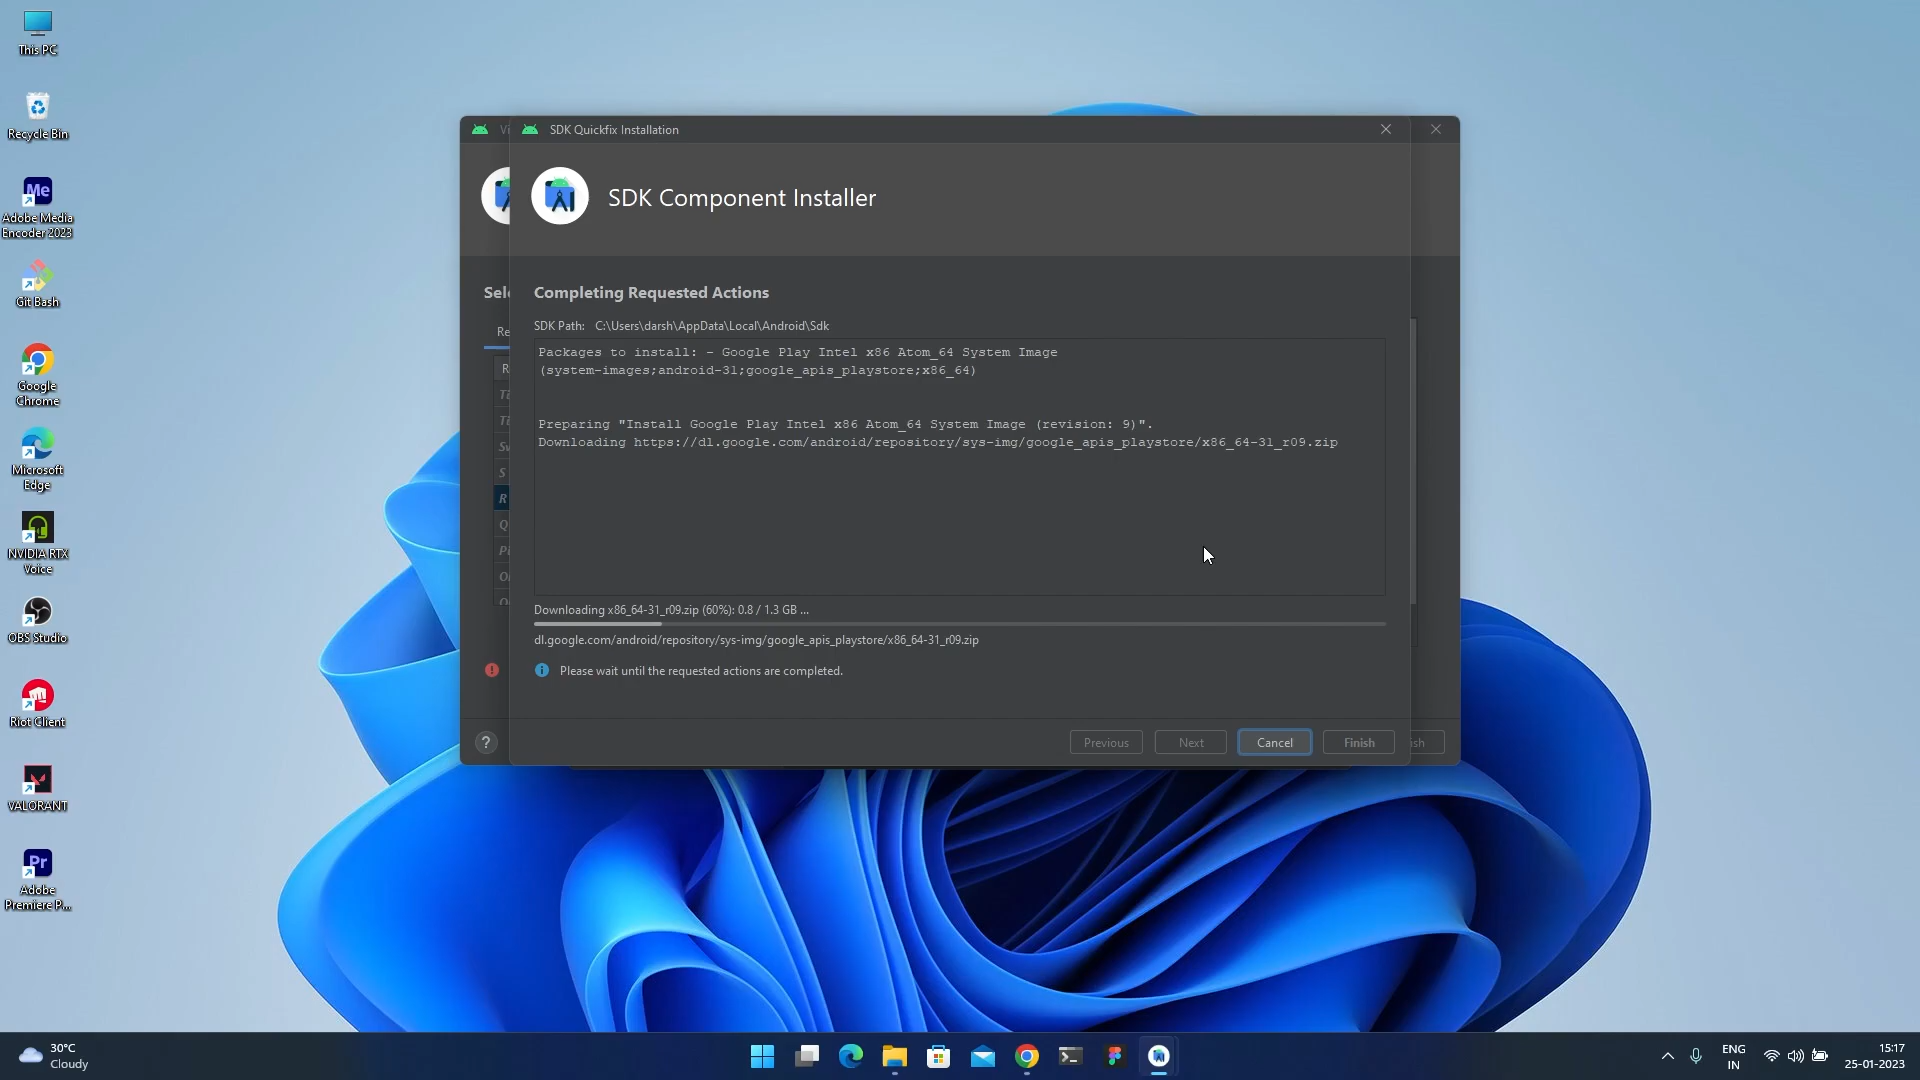 This PC
Recycle Bin
Me
Adobe Media
Encoder 2023
Git Bash
Google
Chrome
Microsoft
Edge
NVIDIA RTX
Voice
OBS Studio
Riot Client
VALORANT
Pr
Adobe
Premiere P...
SDK Quickfix Installation
SDK Component Installer
Completing Requested Actions
SDK Path: C:\Users\darsh\AppData\Local\Android\Sdk
Packages to install: - Google Play Intel x86 Atom_64 System Image
(system-images;android-31;google_apis_playstore;x86_64)
Preparing "Install Google Play Intel x86 Atom_64 System Image (revision: 9)".
Downloading https://dl.google.com/android/repository/sys-img/google_apis_playstore/x86_64-31_r09.zip
Downloading x86_64-31_r09.zip (60%): 0.8 / 1.3 GB ...
dl.google.com/android/repository/sys-img/google_apis_playstore/x86_64-31_r09.zip
Please wait until the requested actions are completed.
?
Previous
Next
Cancel
Finish
30°C
Cloudy
ENG
IN
15:17
25-01-2023